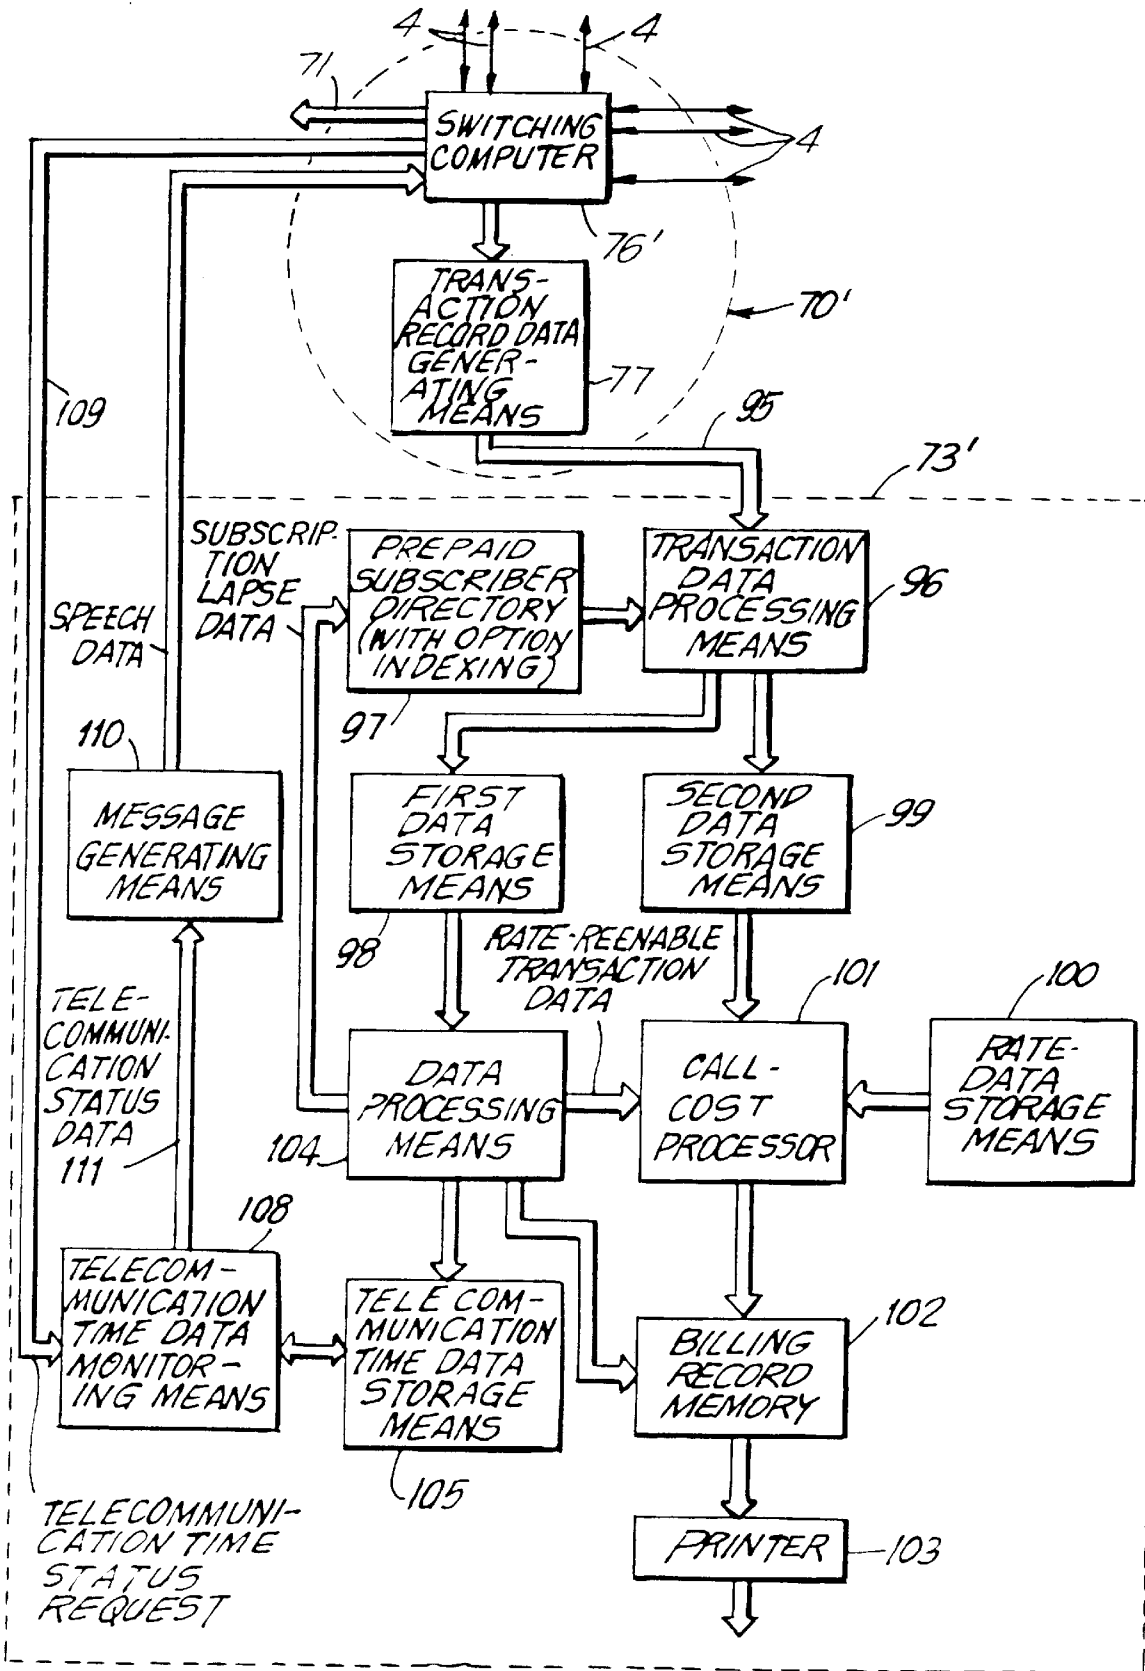 4
4
71
SWITCHING
COMPUTER
4
76'
TRANS-
ACTION
RECORD DATA
GENER-
ATING
MEANS
70'
77
109
95
73'
SUBSCRIP-
TION
LAPSE
DATA
SPEECH
DATA
PREPAID
SUBSCRIBER
DIRECTORY
(WITH OPTION
INDEXING)
97
TRANSACTION
DATA
PROCESSING
MEANS
96
110
MESSAGE
GENERATING
MEANS
FIRST
DATA
STORAGE
MEANS
98
SECOND
DATA
STORAGE
MEANS
99
RATE-REENABLE
TRANSACTION
DATA
101
100
TELE-
COMMUNI-
CATION
STATUS
DATA
111
DATA
PROCESSING
MEANS
104
CALL-
COST
PROCESSOR
RATE-
DATA
STORAGE
MEANS
108
TELECOM-
MUNICATION
TIME DATA
MONITOR-
ING MEANS
TELECOM-
MUNICATION
TIME DATA
STORAGE
MEANS
105
BILLING
RECORD
MEMORY
102
TELECOMMUNI-
CATION TIME
STATUS
REQUEST
PRINTER
103